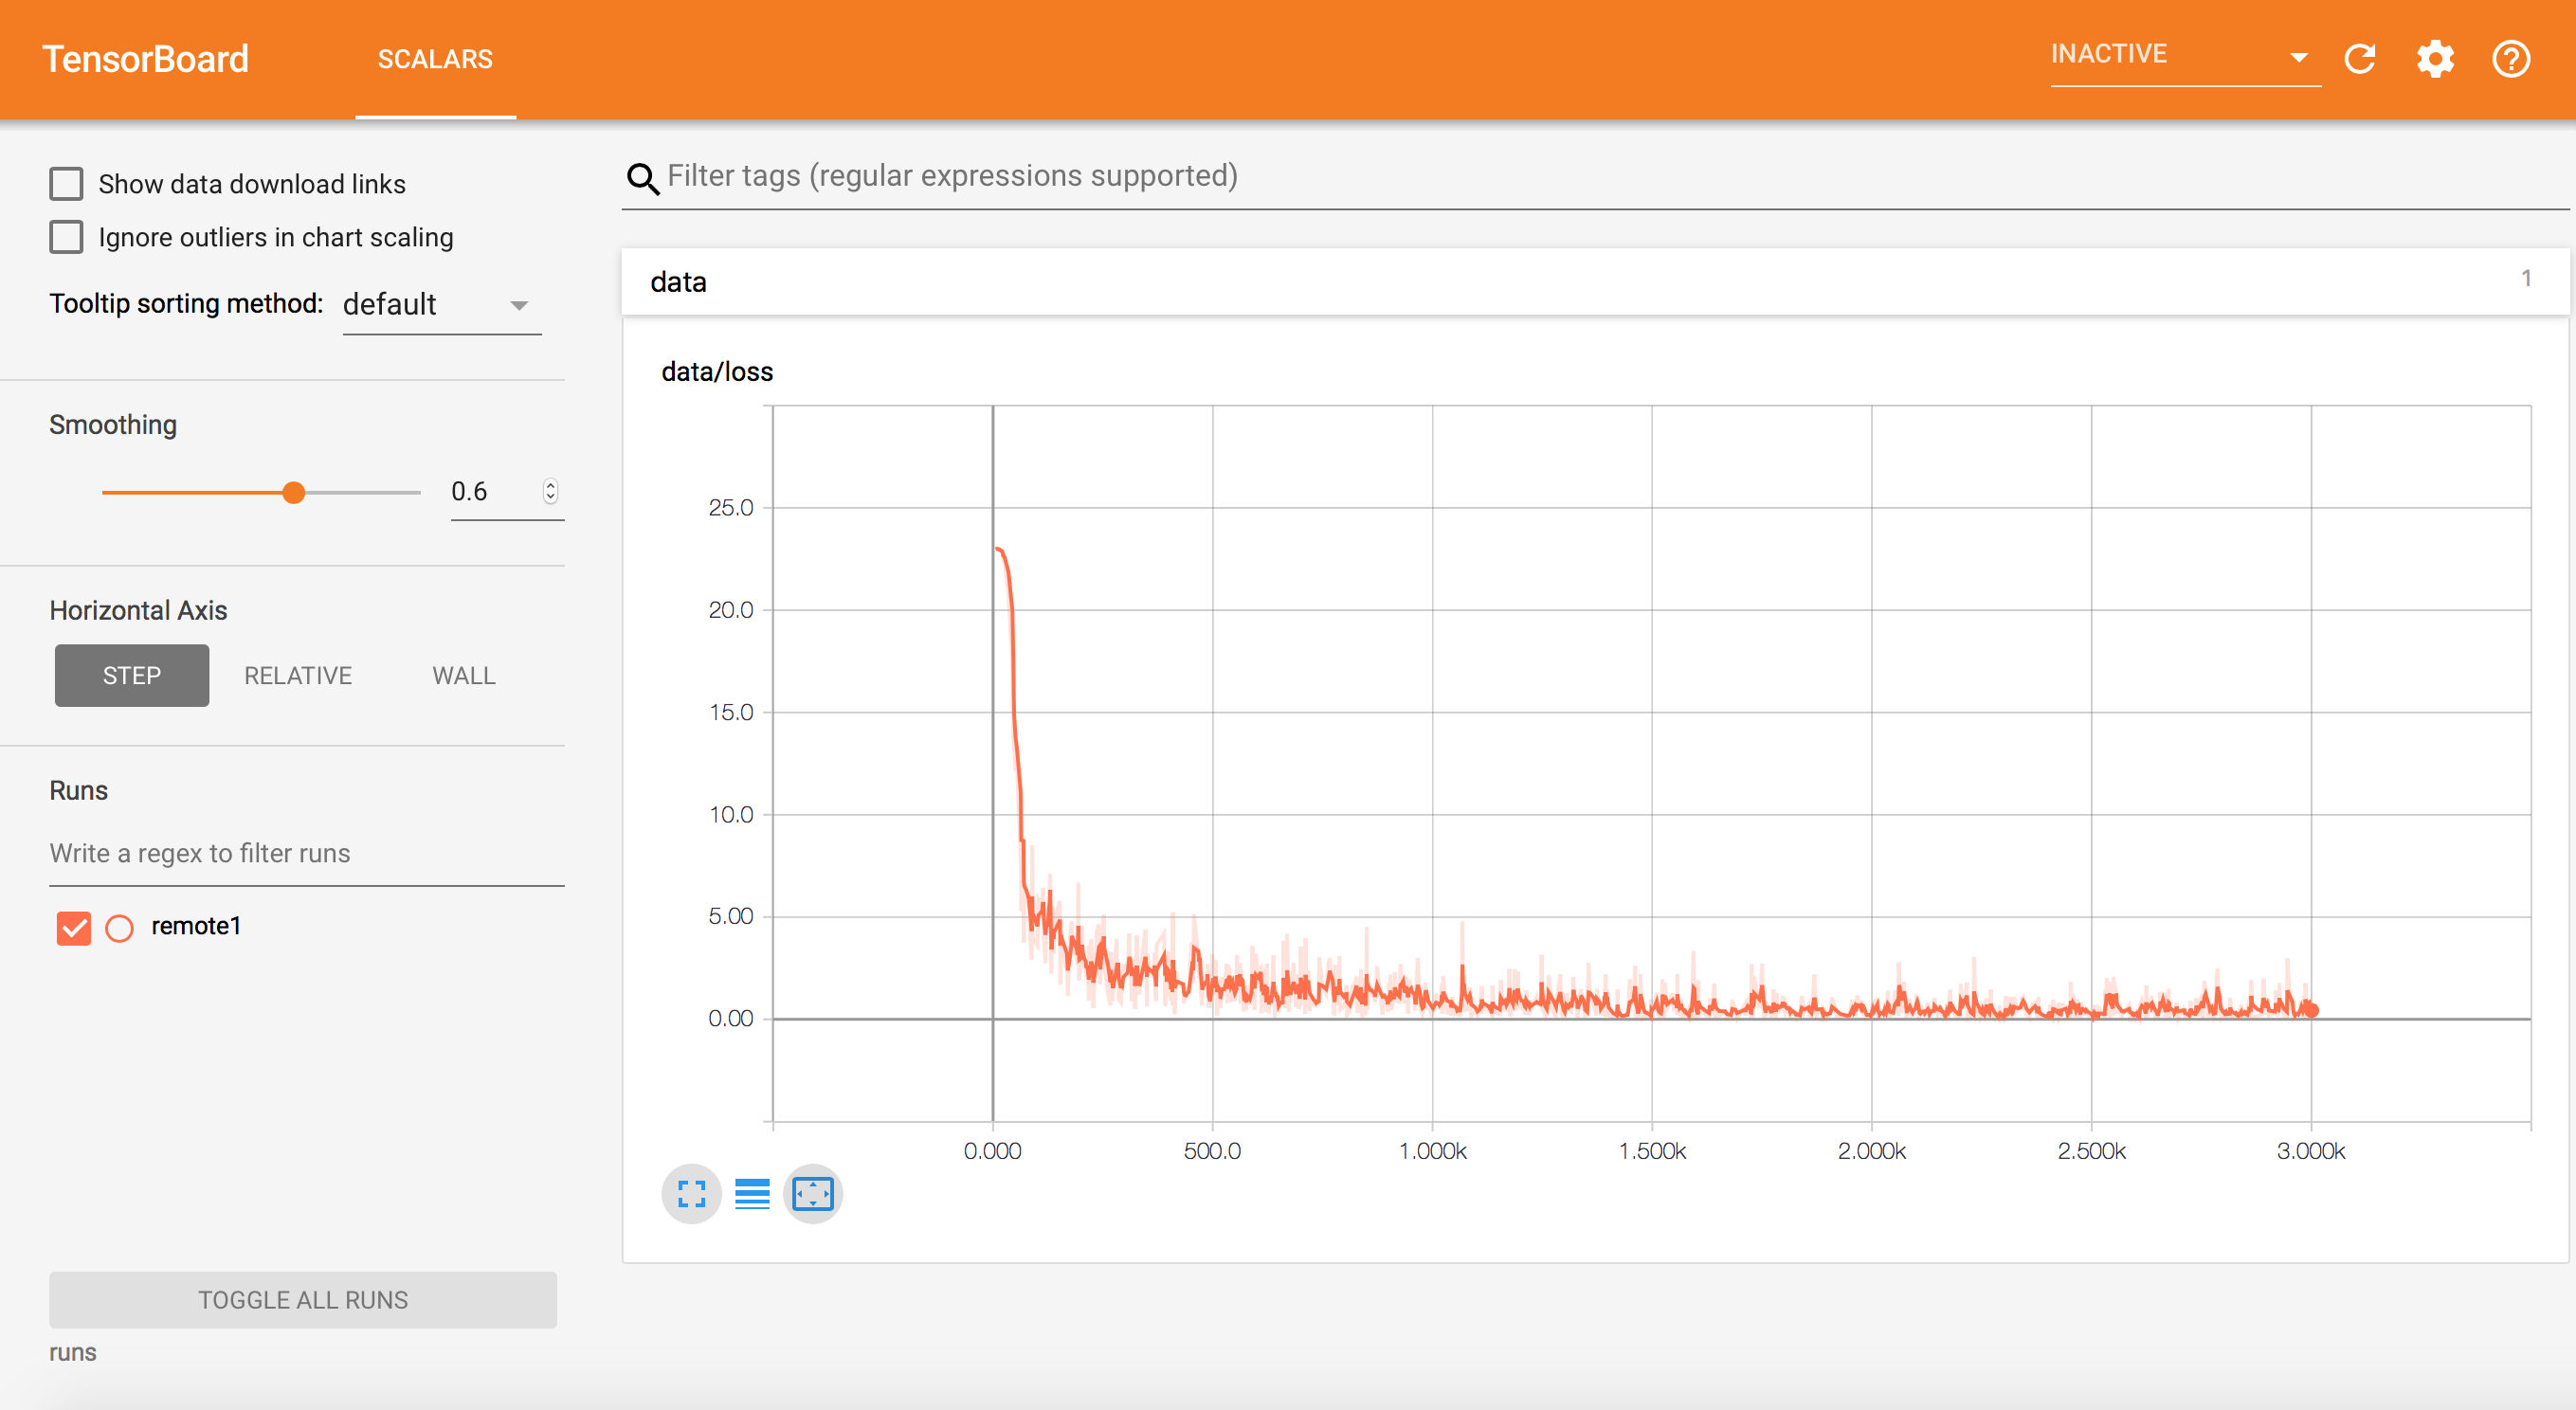 TensorBoard
SCALARS
INACTIVE
Show data download links
Ignore outliers in chart scaling
Tooltip sorting method: default
Smoothing
0.6
Horizontal Axis
STEP RELATIVE WALL
Runs
Write a regex to filter runs
remote1
TOGGLE ALL RUNS
runs
Filter tags (regular expressions supported)
data 1
data/loss
25.0
20.0
15.0
10.0
5.00
0.00
0.000 500.0 1.000k 1.500k 2.000k 2.500k 3.000k